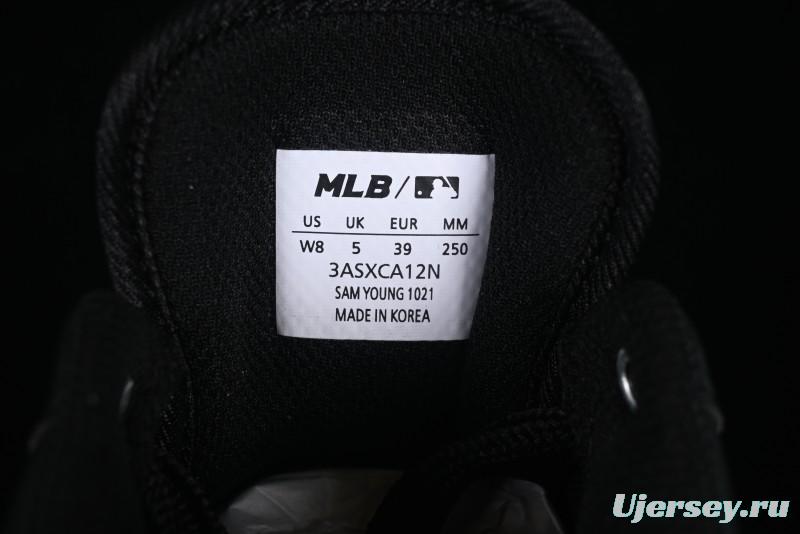 MLB /
US UK EUR MM
W8 5 39 250
3ASXCA12N
SAM YOUNG 1021
MADE IN KOREA
Ujersey.ru